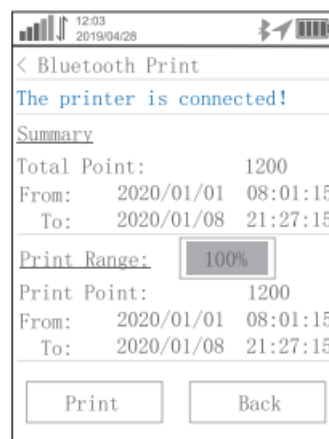 12:03
2019/04/28
< Bluetooth Print
The printer is connected!
Summary
Total Point: 1200
From: 2020/01/01 08:01:15
To: 2020/01/08 21:27:15
Print Range: 100%
Print Point: 1200
From: 2020/01/01 08:01:15
To: 2020/01/08 21:27:15
Print Back